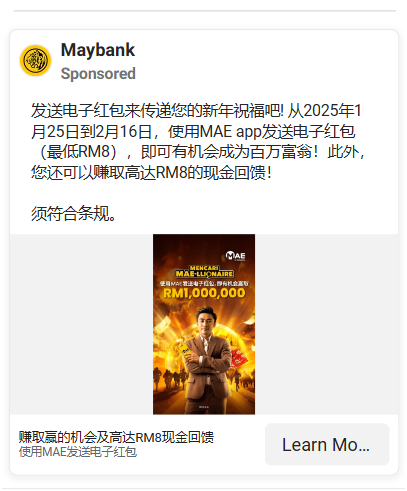 Maybank
Sponsored
发送电子红包来传递您的新年祝福吧! 从2025年1
月25日到2月16日，使用MAE app发送电子红包
（最低RM8），即可有机会成为百万富翁！此外，
您还可以赚取高达RM8的现金回馈！
须符合条规。
MAE
MENCARI
MAE-LLIONAIRE
使用MAE发送电子红包，即有机会赢取
RM1,000,000
赚取赢的机会及高达RM8现金回馈
使用MAE发送电子红包
Learn Mo...